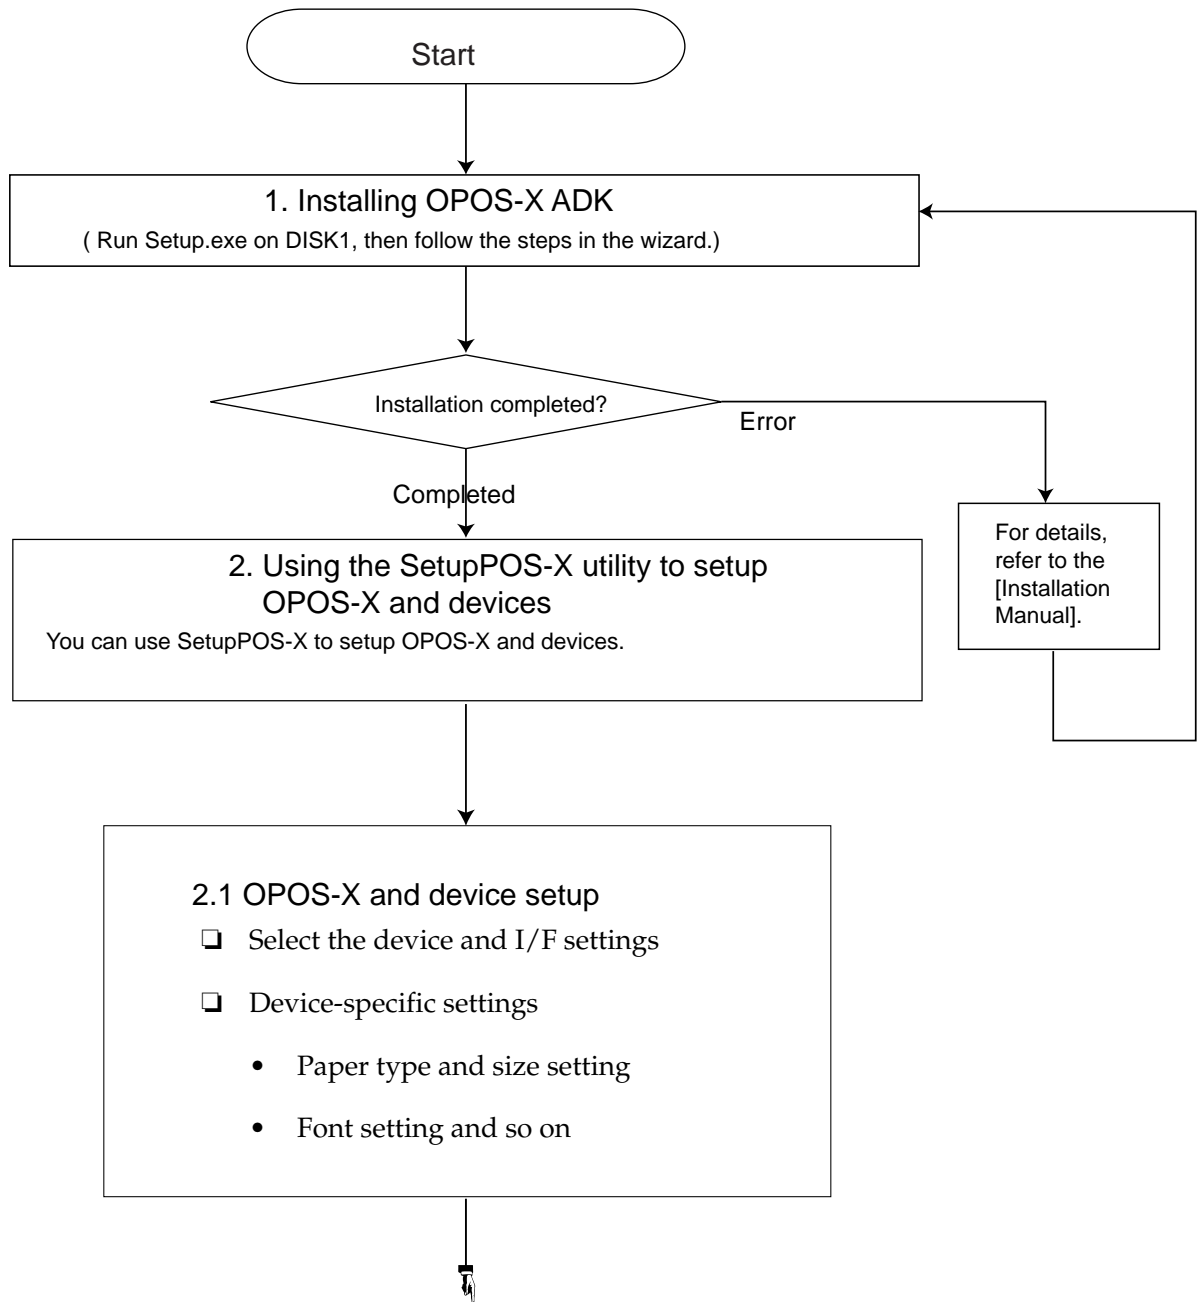 Start
1. Installing OPOS-X ADK
( Run Setup.exe on DISK1, then follow the steps in the wizard.)
Installation completed?
Error
Completed
For details,
refer to the
[Installation
Manual].
2. Using the SetupPOS-X utility to setup
OPOS-X and devices
You can use SetupPOS-X to setup OPOS-X and devices.
2.1 OPOS-X and device setup
❏ Select the device and I/F settings
❏ Device-specific settings
• Paper type and size setting
• Font setting and so on